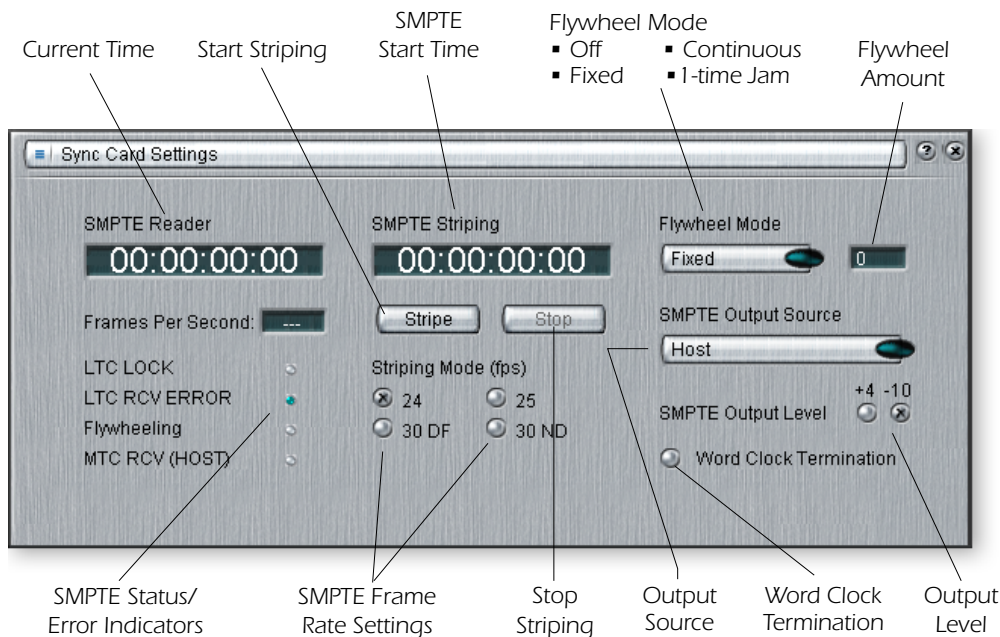 Current Time
Start Striping
SMPTE
Start Time
Flywheel Mode
▪ Off ▪ Continuous
▪ Fixed ▪ 1-time Jam
Flywheel
Amount
Sync Card Settings ? x
SMPTE Reader
00:00:00:00
Frames Per Second: ---
LTC LOCK
LTC RCV ERROR
Flywheeling
MTC RCV (HOST)
SMPTE Striping
00:00:00:00
Stripe Stop
Striping Mode (fps)
24 25
30 DF 30 ND
Flywheel Mode
Fixed 0
SMPTE Output Source
Host
+4 -10
SMPTE Output Level
Word Clock Termination
SMPTE Status/
Error Indicators
SMPTE Frame
Rate Settings
Stop
Striping
Output
Source
Word Clock
Termination
Output
Level